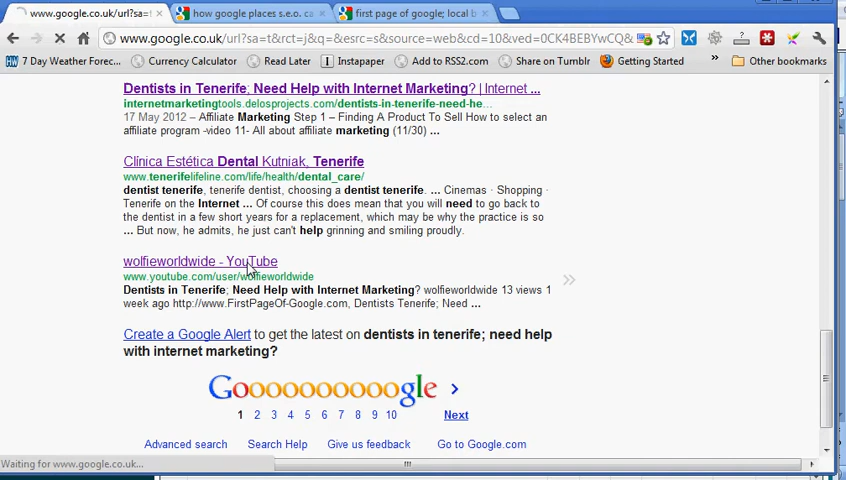 google.co.uk/url?sa=t
how google places s.e.o. ca
first page of google; local b
www.google.co.uk/url?sa=t&rct=j&q=&esrc=s&source=web&cd=10&ved=0CK4BEBYwCQ&
7 Day Weather Forec...
Currency Calculator
Read Later
Instapaper
Add to RSS2.com
Share on Tumblr
Getting Started
»
Other bookmarks
Dentists in Tenerife; Need Help with Internet Marketing? | Internet ...
internetmarketingtools.delosprojects.com/dentists-in-tenerife-need-he...
17 May 2012 – Affiliate Marketing Step 1 – Finding A Product To Sell How to select an
affiliate program -video 11- All about affiliate marketing (11/30) ...
Clínica Estética Dental Kutniak, Tenerife
www.tenerifelifeline.com/life/health/dental_care/
dentist tenerife, tenerife dentist, choosing a dentist tenerife. ... Cinemas · Shopping ·
Tenerife on the Internet ... Of course this does mean that you will need to go back to
the dentist in a few short years for a replacement, which may be why the practice is so
... But now, he admits, he just can't help grinning and smiling proudly.
wolfieworldwide - YouTube
www.youtube.com/user/wolfieworldwide
Dentists in Tenerife; Need Help with Internet Marketing? wolfieworldwide 13 views 1
week ago http://www.FirstPageOf-Google.com, Dentists Tenerife; Need ...
»
Create a Google Alert to get the latest on dentists in tenerife; need help
with internet marketing?
Goooooooooogle
1 2 3 4 5 6 7 8 9 10 Next
Advanced search Search Help Give us feedback Go to Google.com
Waiting for www.google.co.uk...